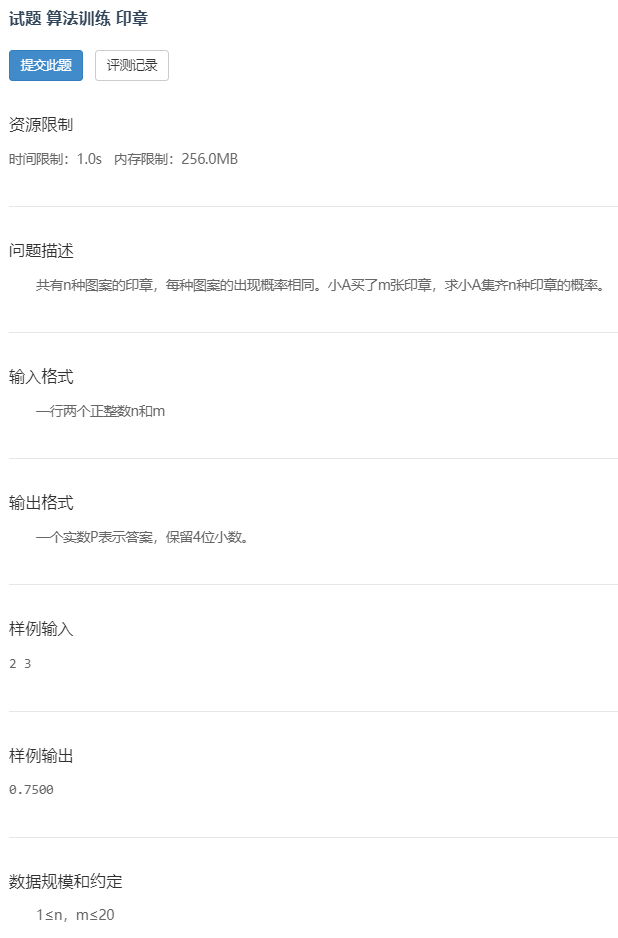 试题 算法训练 印章
提交此题 评测记录
资源限制
时间限制：1.0s 内存限制：256.0MB
问题描述
共有n种图案的印章，每种图案的出现概率相同。小A买了m张印章，求小A集齐n种印章的概率。
输入格式
一行两个正整数n和m
输出格式
一个实数P表示答案，保留4位小数。
样例输入
2 3
样例输出
0.7500
数据规模和约定
1≤n，m≤20